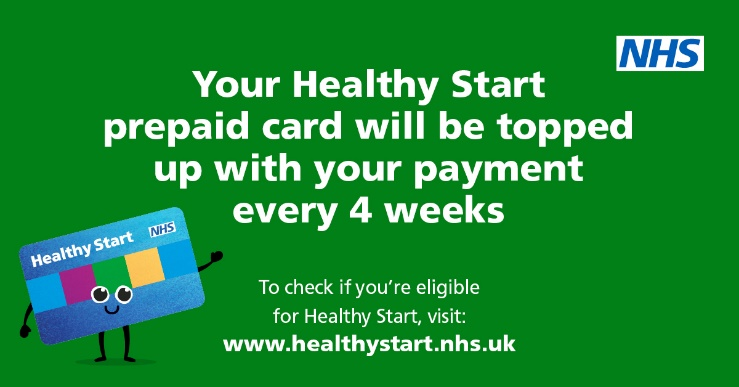 NHS
Your Healthy Start
prepaid card will be topped
up with your payment
every 4 weeks
Healthy Start NHS
To check if you're eligible
for Healthy Start, visit:
www.healthystart.nhs.uk